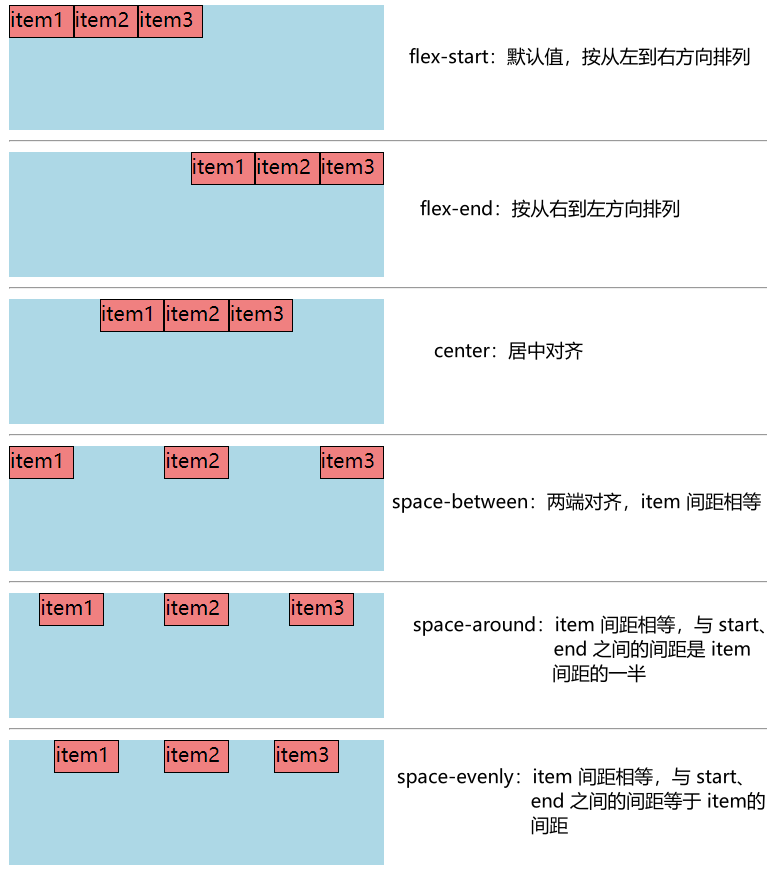 item1 item2 item3
flex-start：默认值，按从左到右方向排列
item1 item2 item3
flex-end：按从右到左方向排列
item1 item2 item3
center：居中对齐
item1 item2 item3
space-between：两端对齐，item 间距相等
item1 item2 item3
space-around：item 间距相等，与 start、
end 之间的间距是 item
间距的一半
item1 item2 item3
space-evenly：item 间距相等，与 start、
end 之间的间距等于 item的
间距